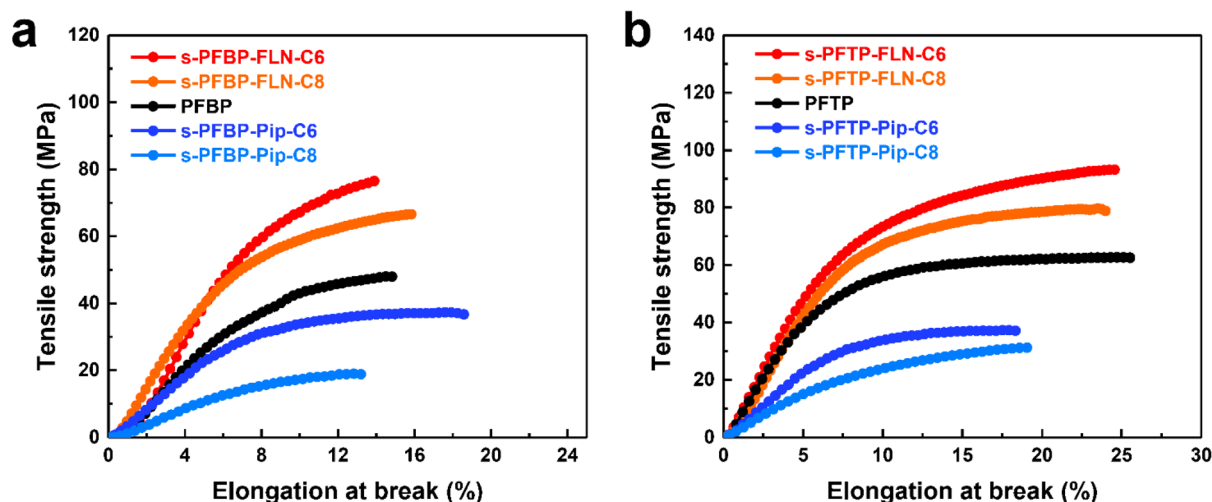 a
120
100
80
60
40
20
0
Tensile strength (MPa)
s-PFBP-FLN-C6
s-PFBP-FLN-C8
PFBP
s-PFBP-Pip-C6
s-PFBP-Pip-C8
0 4 8 12 16 20 24
Elongation at break (%)
b
140
120
100
80
60
40
20
0
Tensile strength (MPa)
s-PFTP-FLN-C6
s-PFTP-FLN-C8
PFTP
s-PFTP-Pip-C6
s-PFTP-Pip-C8
0 5 10 15 20 25 30
Elongation at break (%)